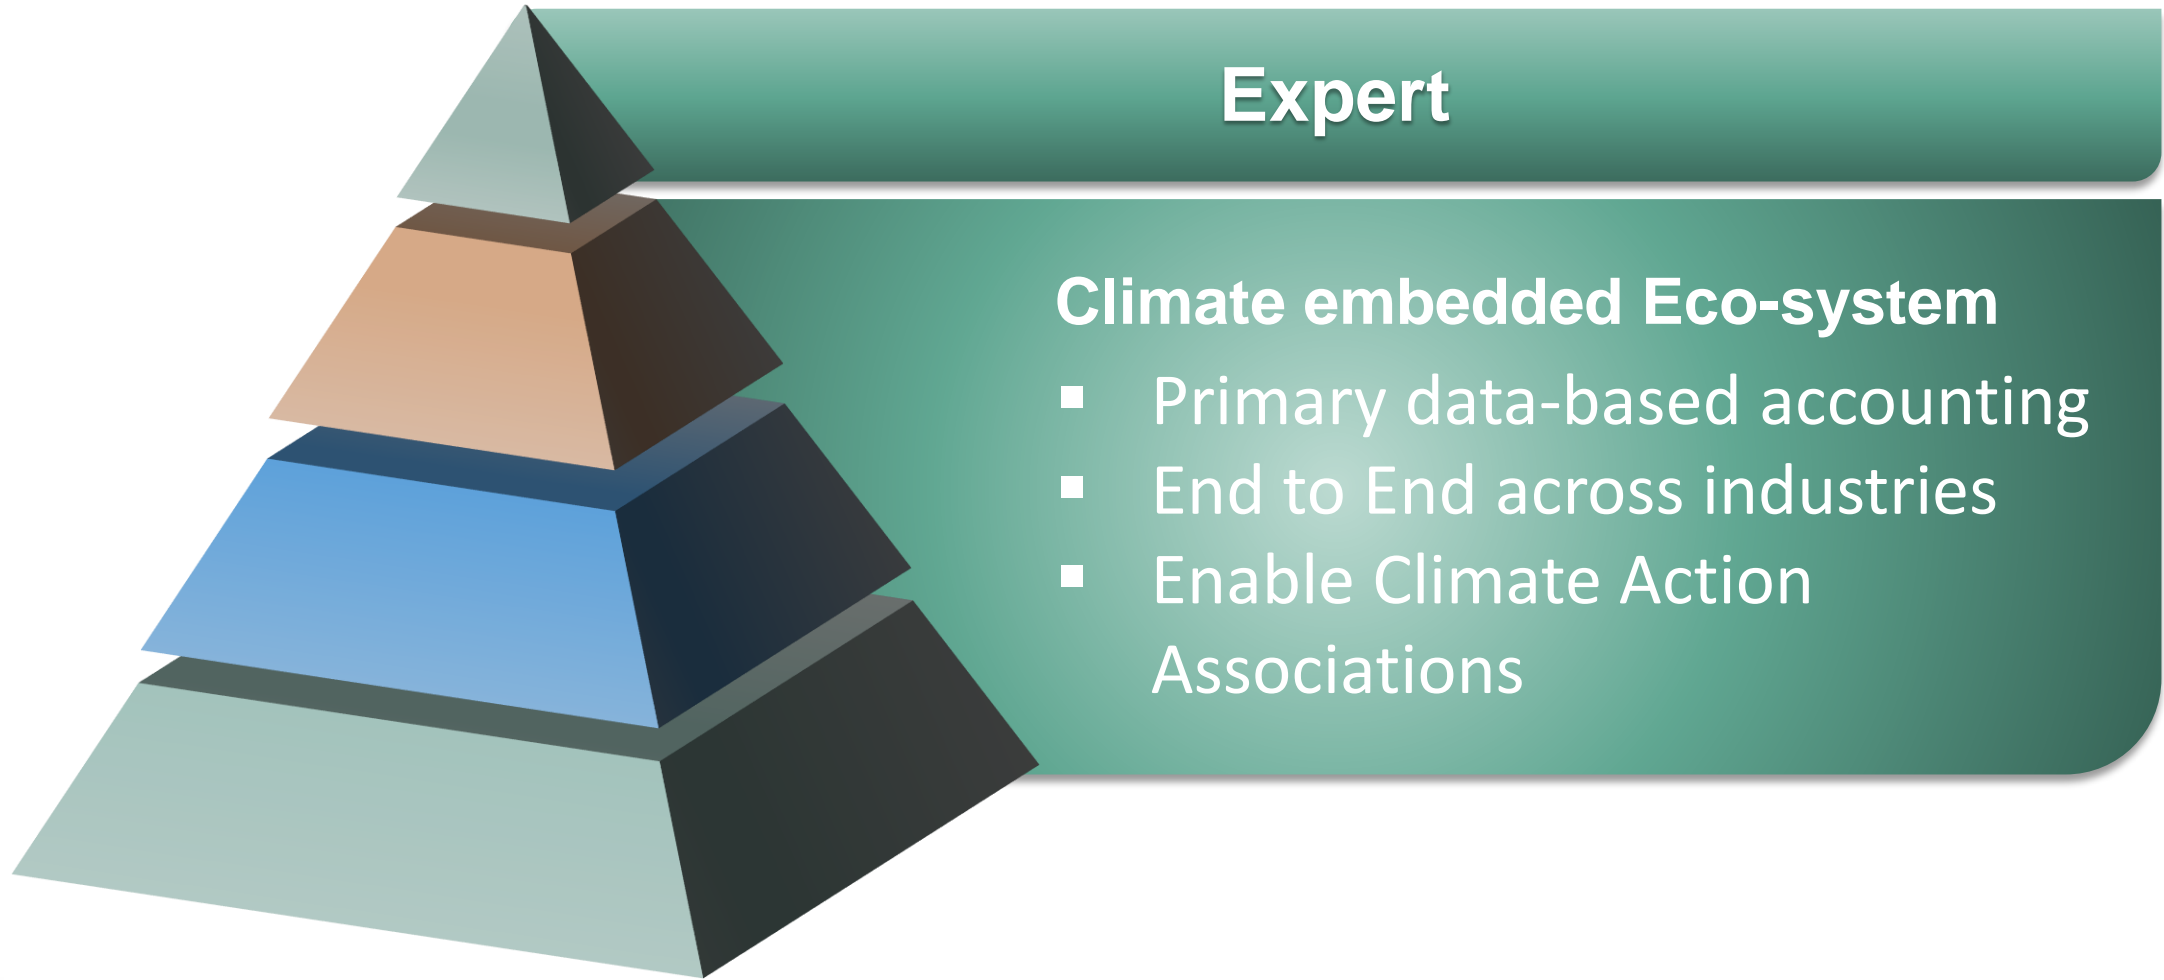 Expert
Climate embedded Eco-system
▪ Primary data-based accounting
▪ End to End across industries
▪ Enable Climate Action
Associations